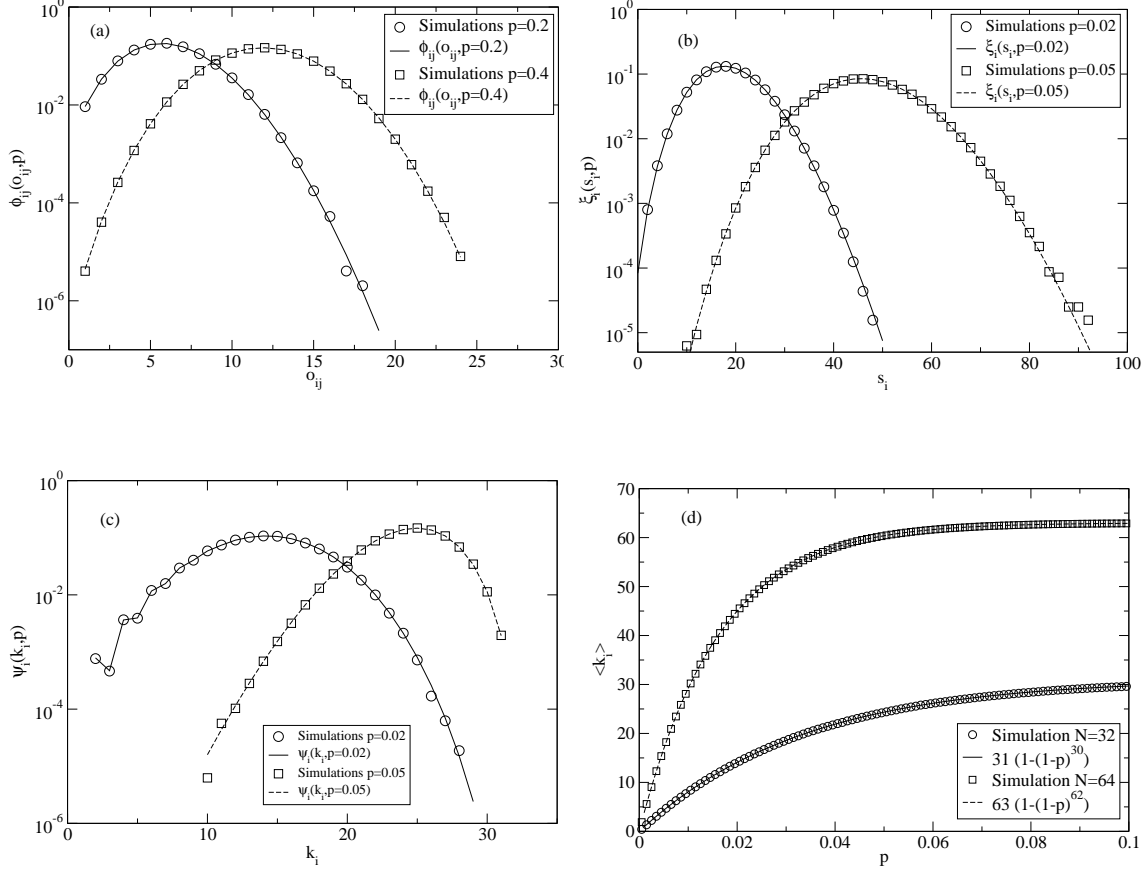 (a)
Simulations p=0.2
ϕij(oij,p=0.2)
Simulations p=0.4
ϕij(oij,p=0.4)
10^0
10^-2
10^-4
10^-6
ϕij(oij,p)
0 5 10 15 20 25 30
oij
(b)
Simulations p=0.02
ξi(si,p=0.02)
Simulations p=0.05
ξi(si,p=0.05)
10^0
10^-1
10^-2
10^-3
10^-4
10^-5
ξi(si,p)
0 20 40 60 80 100
si
(c)
10^0
10^-2
10^-4
10^-6
ψi(ki,p)
Simulations p=0.02
ψi(ki,p=0.02)
Simulations p=0.05
ψi(ki,p=0.05)
0 10 20 30
ki
(d)
70
60
50
40
30
20
10
0
<ki>
Simulation N=32
31 (1-(1-p)^30)
Simulation N=64
63 (1-(1-p)^62)
0 0.02 0.04 0.06 0.08 0.1
p